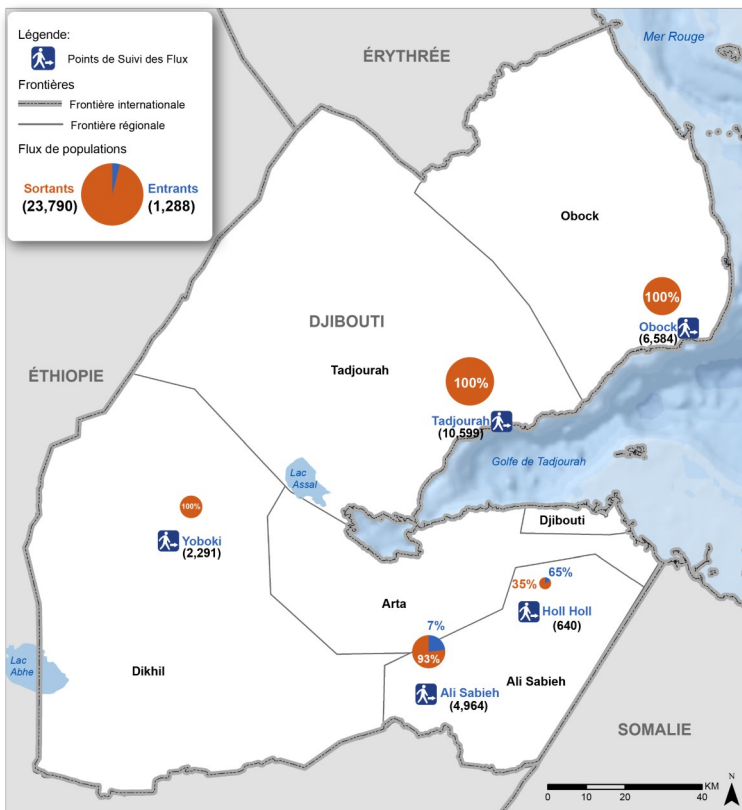 Légende:
Points de Suivi des Flux
Frontières
Frontière internationale
Frontière régionale
Flux de populations
Sortants
(23,790)
Entrants
(1,288)
Mer Rouge
ÉRYTHRÉE
Obock
100%
Obock
(6,584)
DJIBOUTI
Tadjourah
ÉTHIOPIE
100%
Tadjourah
(10,599)
Golfe de Tadjourah
Lac
Assal
100%
Yoboki
(2,291)
Djibouti
65%
35%
Holl Holl
(640)
Arta
7%
93%
Lac
Abhe
Dikhil
Ali Sabieh
Ali Sabieh
(4,964)
SOMALIE
N
KM
0 10 20 40